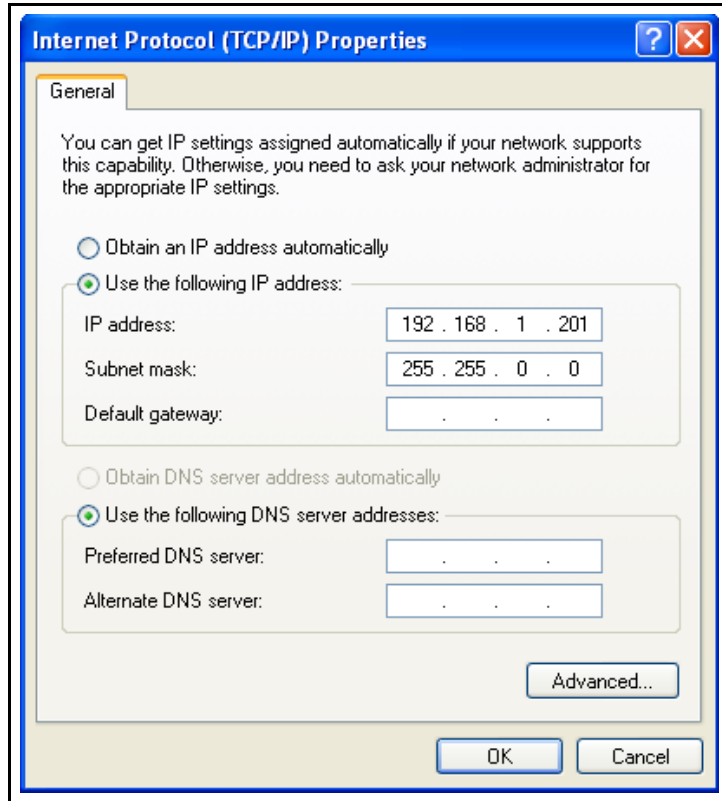 Internet Protocol (TCP/IP) Properties
?
General
You can get IP settings assigned automatically if your network supports
this capability. Otherwise, you need to ask your network administrator for
the appropriate IP settings.
Obtain an IP address automatically
Use the following IP address:
IP address: 192 . 168 . 1 . 201
Subnet mask: 255 . 255 . 0 . 0
Default gateway: . . .
Obtain DNS server address automatically
Use the following DNS server addresses:
Preferred DNS server: . . .
Alternate DNS server: . . .
Advanced...
OK Cancel